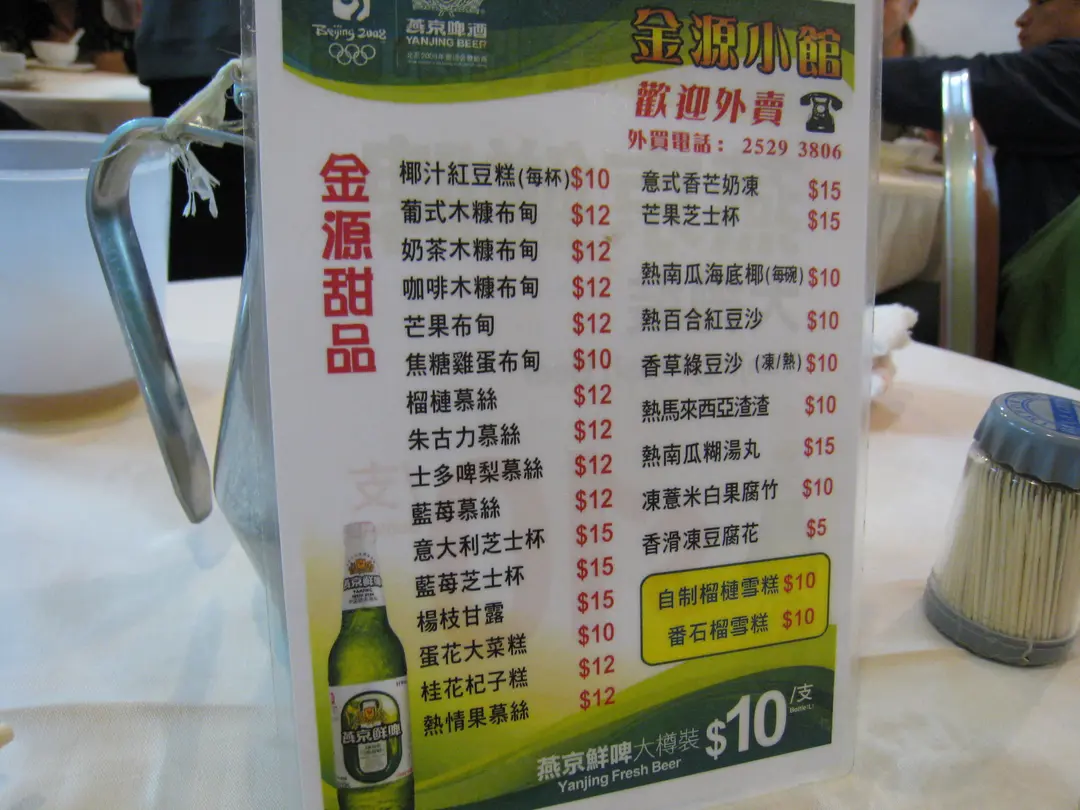 Beijing 2008
燕京啤酒
YANJING BEER
金源小館
歡迎外賣
外買電話： 2529 3806
金源甜品
椰汁紅豆糕(每杯) $10
葡式木糠布甸 $12
奶茶木糠布甸 $12
咖啡木糠布甸 $12
芒果布甸 $12
焦糖雞蛋布甸 $10
榴槤慕絲 $12
朱古力慕絲 $12
士多啤梨慕絲 $12
藍莓慕絲 $12
意大利芝士杯 $15
藍莓芝士杯 $15
楊枝甘露 $15
蛋花大菜糕 $10
桂花杞子糕 $12
熱情果慕絲 $12
意式香芒奶凍 $15
芒果芝士杯 $15
熱南瓜海底椰(每碗) $10
熱百合紅豆沙 $10
香草綠豆沙 (凍/熱) $10
熱馬來西亞渣渣 $10
熱南瓜糊湯丸 $15
凍薏米白果腐竹 $10
香滑凍豆腐花 $5
自制榴槤雪糕 $10
番石榴雪糕 $10
燕京鮮啤大樽裝 $10/支
Yanjing Fresh Beer
燕京鮮啤